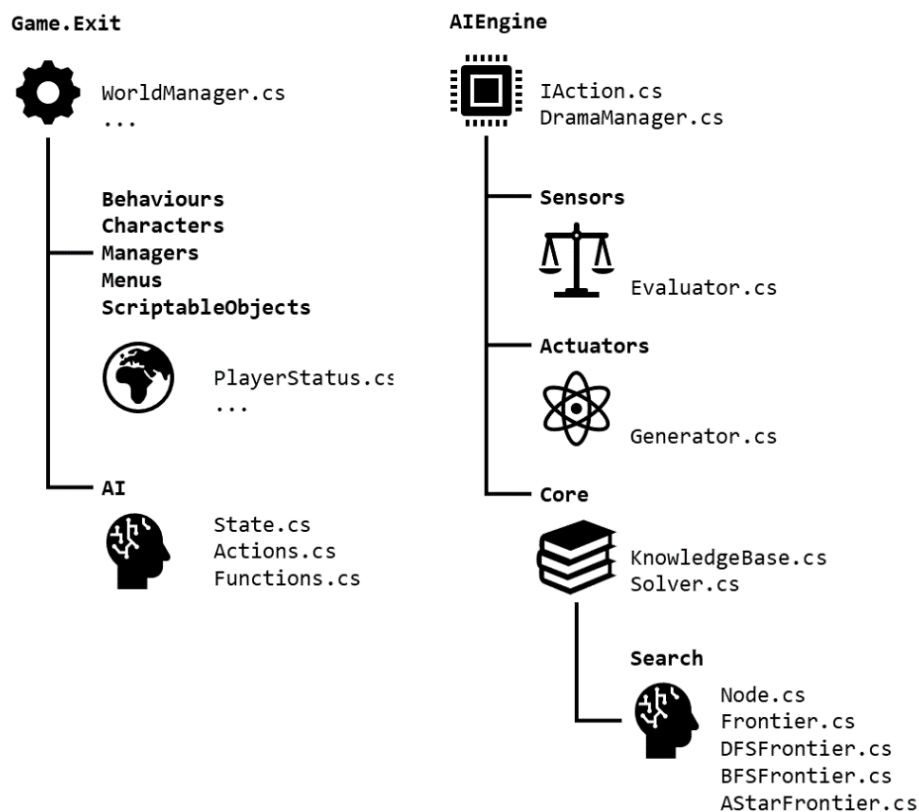 Game.Exit
WorldManager.cs
...
Behaviours
Characters
Managers
Menus
ScriptableObjects
PlayerStatus.cs
...
AI
State.cs
Actions.cs
Functions.cs
AIEngine
IAction.cs
DramaManager.cs
Sensors
Evaluator.cs
Actuators
Generator.cs
Core
KnowledgeBase.cs
Solver.cs
Search
Node.cs
Frontier.cs
DFSFrontier.cs
BFSFrontier.cs
AStarFrontier.cs